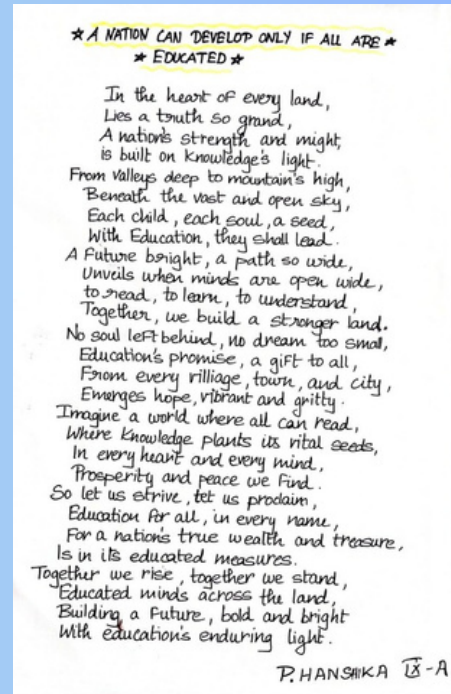 ☆ A NATION CAN DEVELOP ONLY IF ALL ARE ☆
☆ EDUCATED ☆
In the heart of every land,
Lies a truth so grand,
A nation's strength and might,
is built on knowledge's light.
From Valleys deep to mountain's high,
Beneath the vast and open sky,
Each child, each soul, a seed,
With Education, they shall lead.
A Future bright, a path so wide,
Unveils when minds are open wide,
to read, to learn, to understand,
Together, we build a stronger land.
No soul left behind, no dream too small,
Education's promise, a gift to all,
From every rilliage, town, and city,
Emerges hope, vibrant and gritty.
Imagine a world where all can read,
Where knowledge plants its vital seeds,
In every heart and every mind,
Prosperity and peace we Find.
So let us strive, let us proclaim,
Education for all, in every name,
For a nation's true wealth and treasure,
Is in its educated measures.
Together we rise, together we stand,
Educated minds across the land,
Building a Future, bold and bright
With education's enduring light.
P. HANSHIKA IX-A